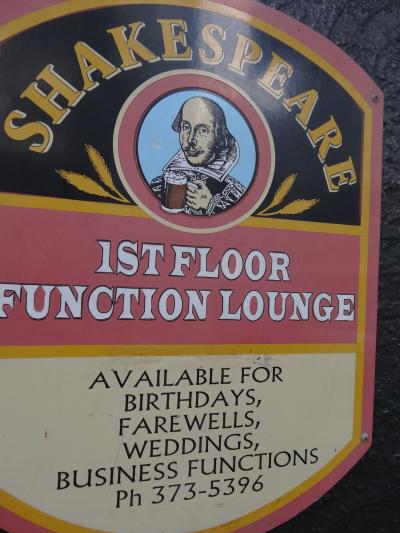 SHAKESPEARE
1ST FLOOR
FUNCTION LOUNGE
AVAILABLE FOR
BIRTHDAYS,
FAREWELLS,
WEDDINGS,
BUSINESS FUNCTIONS
Ph 373-5396